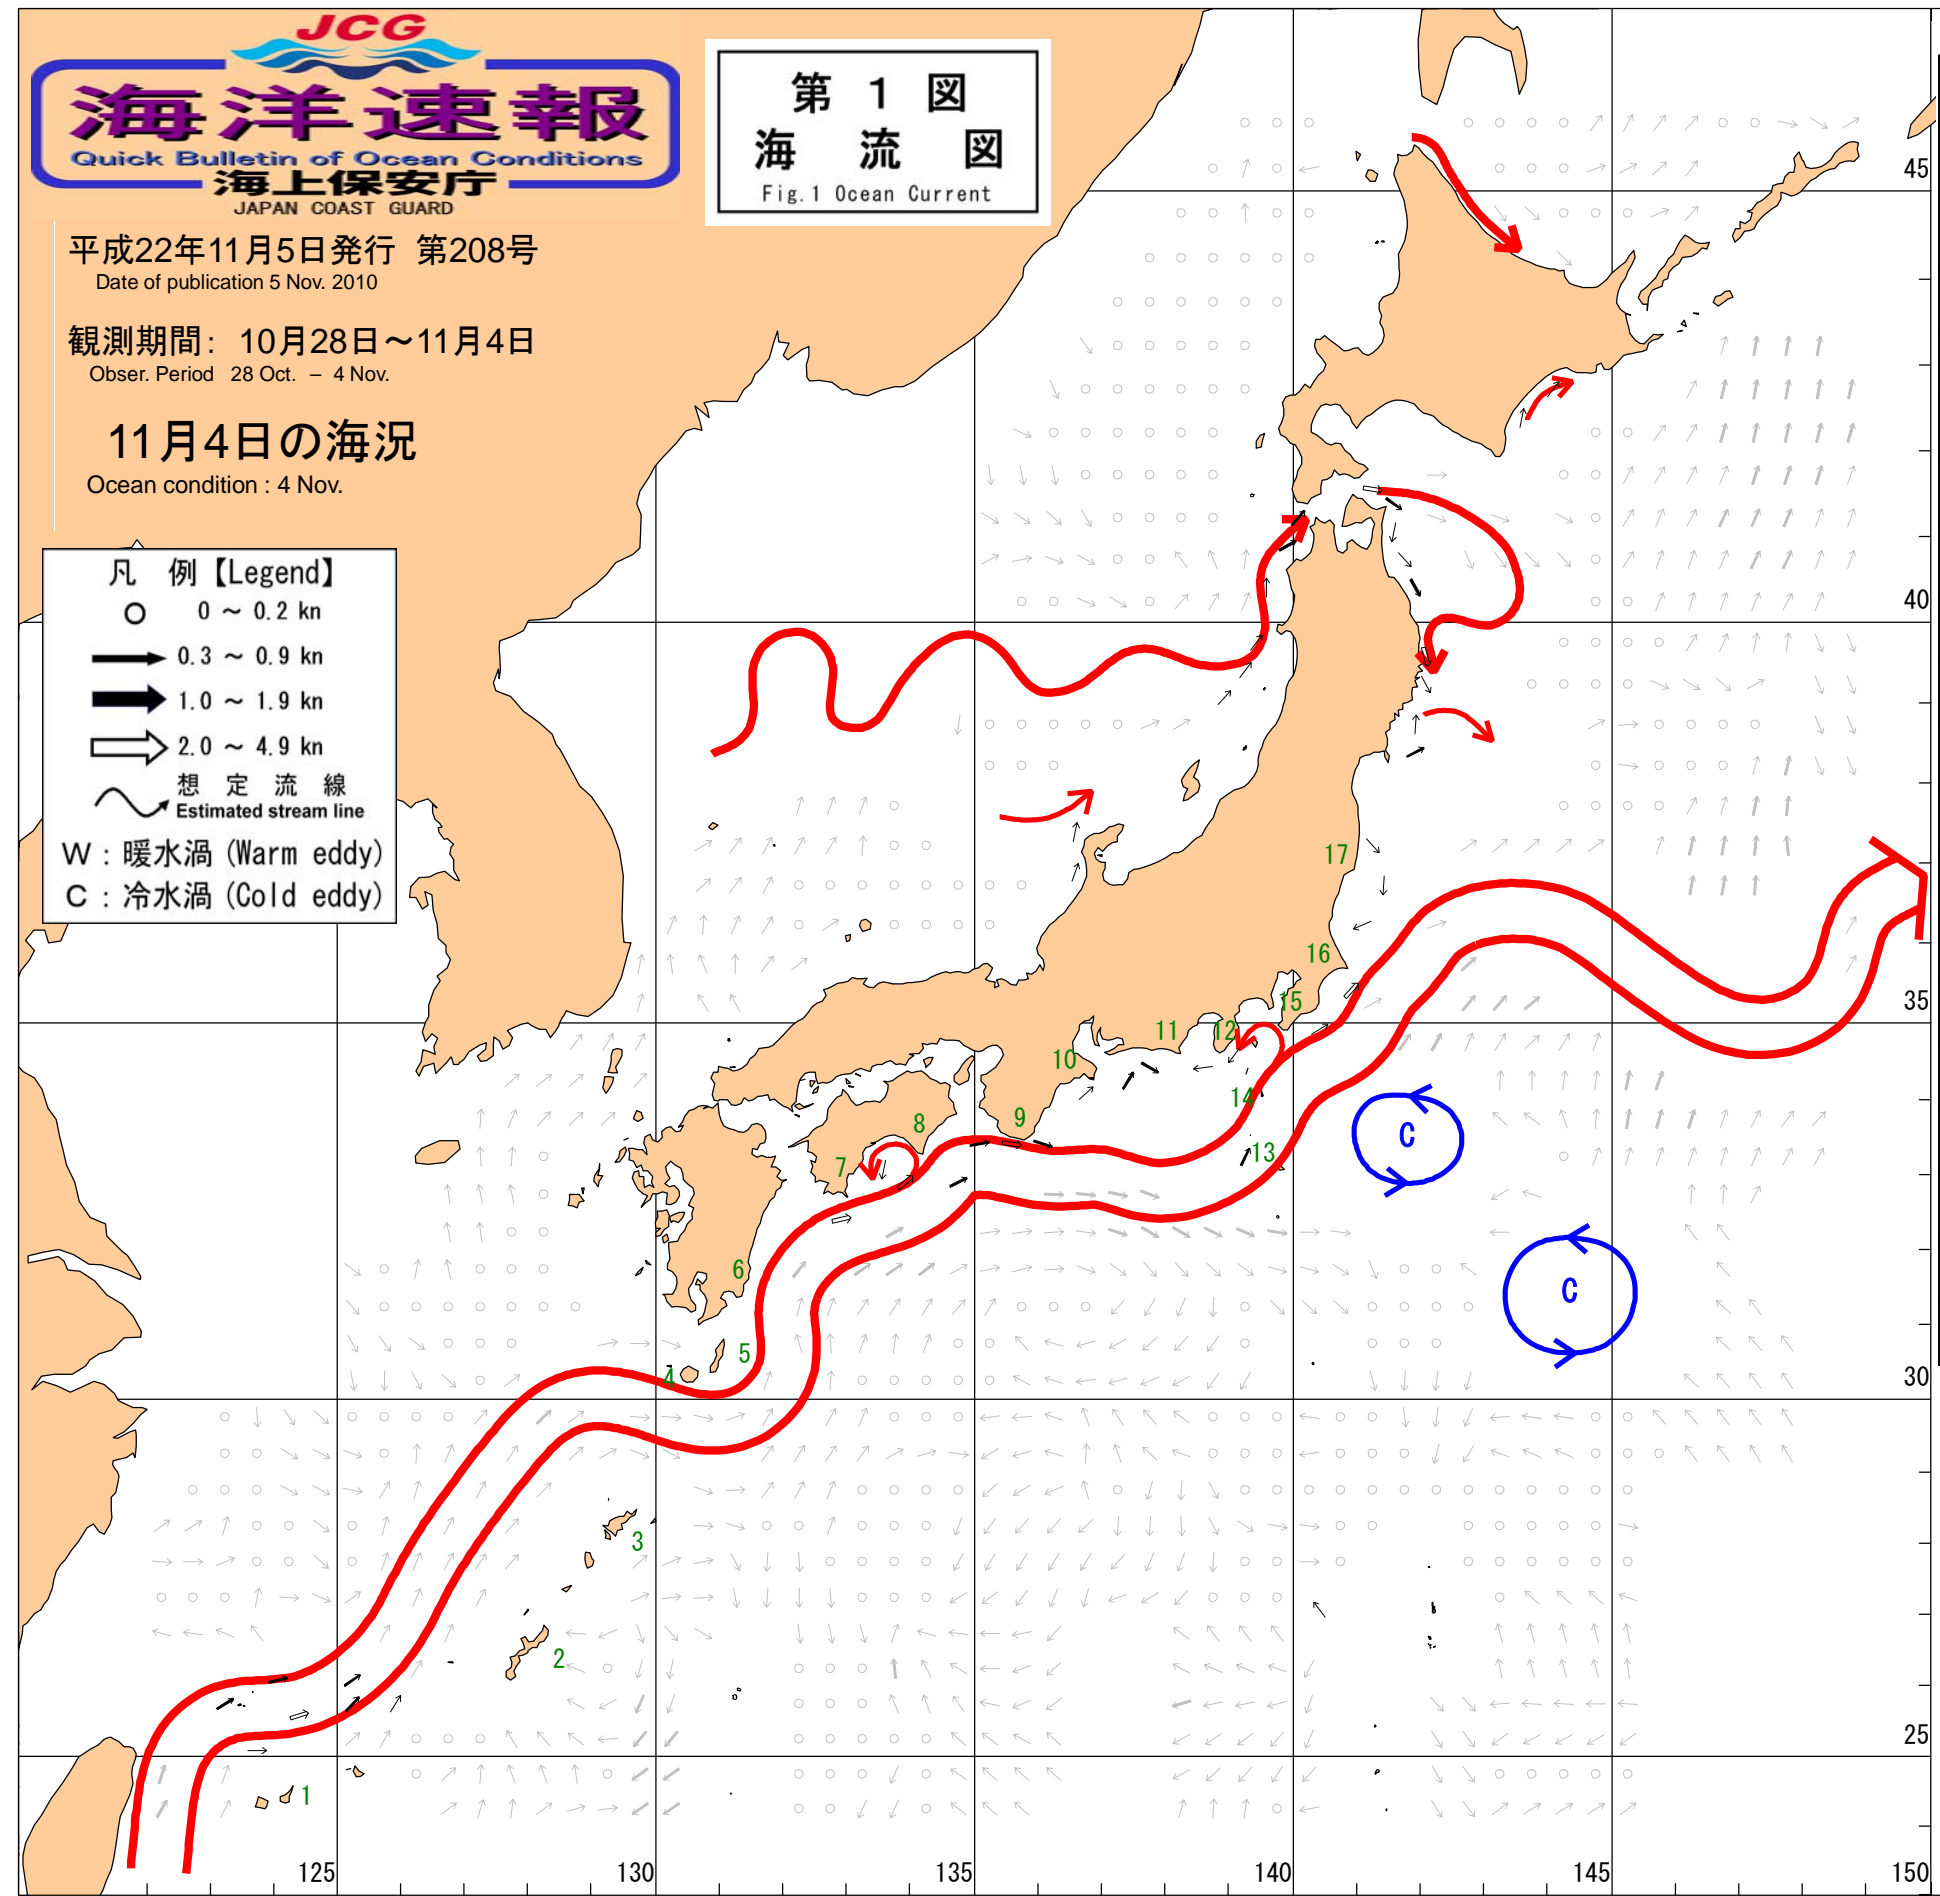 JCG
海洋速報
Quick Bulletin of Ocean Conditions
海上保安庁
JAPAN COAST GUARD
第 1 図
海 流 図
Fig.1 Ocean Current
平成22年11月5日発行 第208号
Date of publication 5 Nov. 2010
観測期間: 10月28日～11月4日
Obser. Period 28 Oct. – 4 Nov.
11月4日の海況
Ocean condition : 4 Nov.
凡 例【Legend】
0 ～ 0.2 kn
0.3 ～ 0.9 kn
1.0 ～ 1.9 kn
2.0 ～ 4.9 kn
想 定 流 線
Estimated stream line
W : 暖水渦 (Warm eddy)
C : 冷水渦 (Cold eddy)
45
40
17
16
35
15
12
11
10
14
9
8
C
13
7
6
C
5
4
30
3
2
25
1
125
130
135
140
145
150